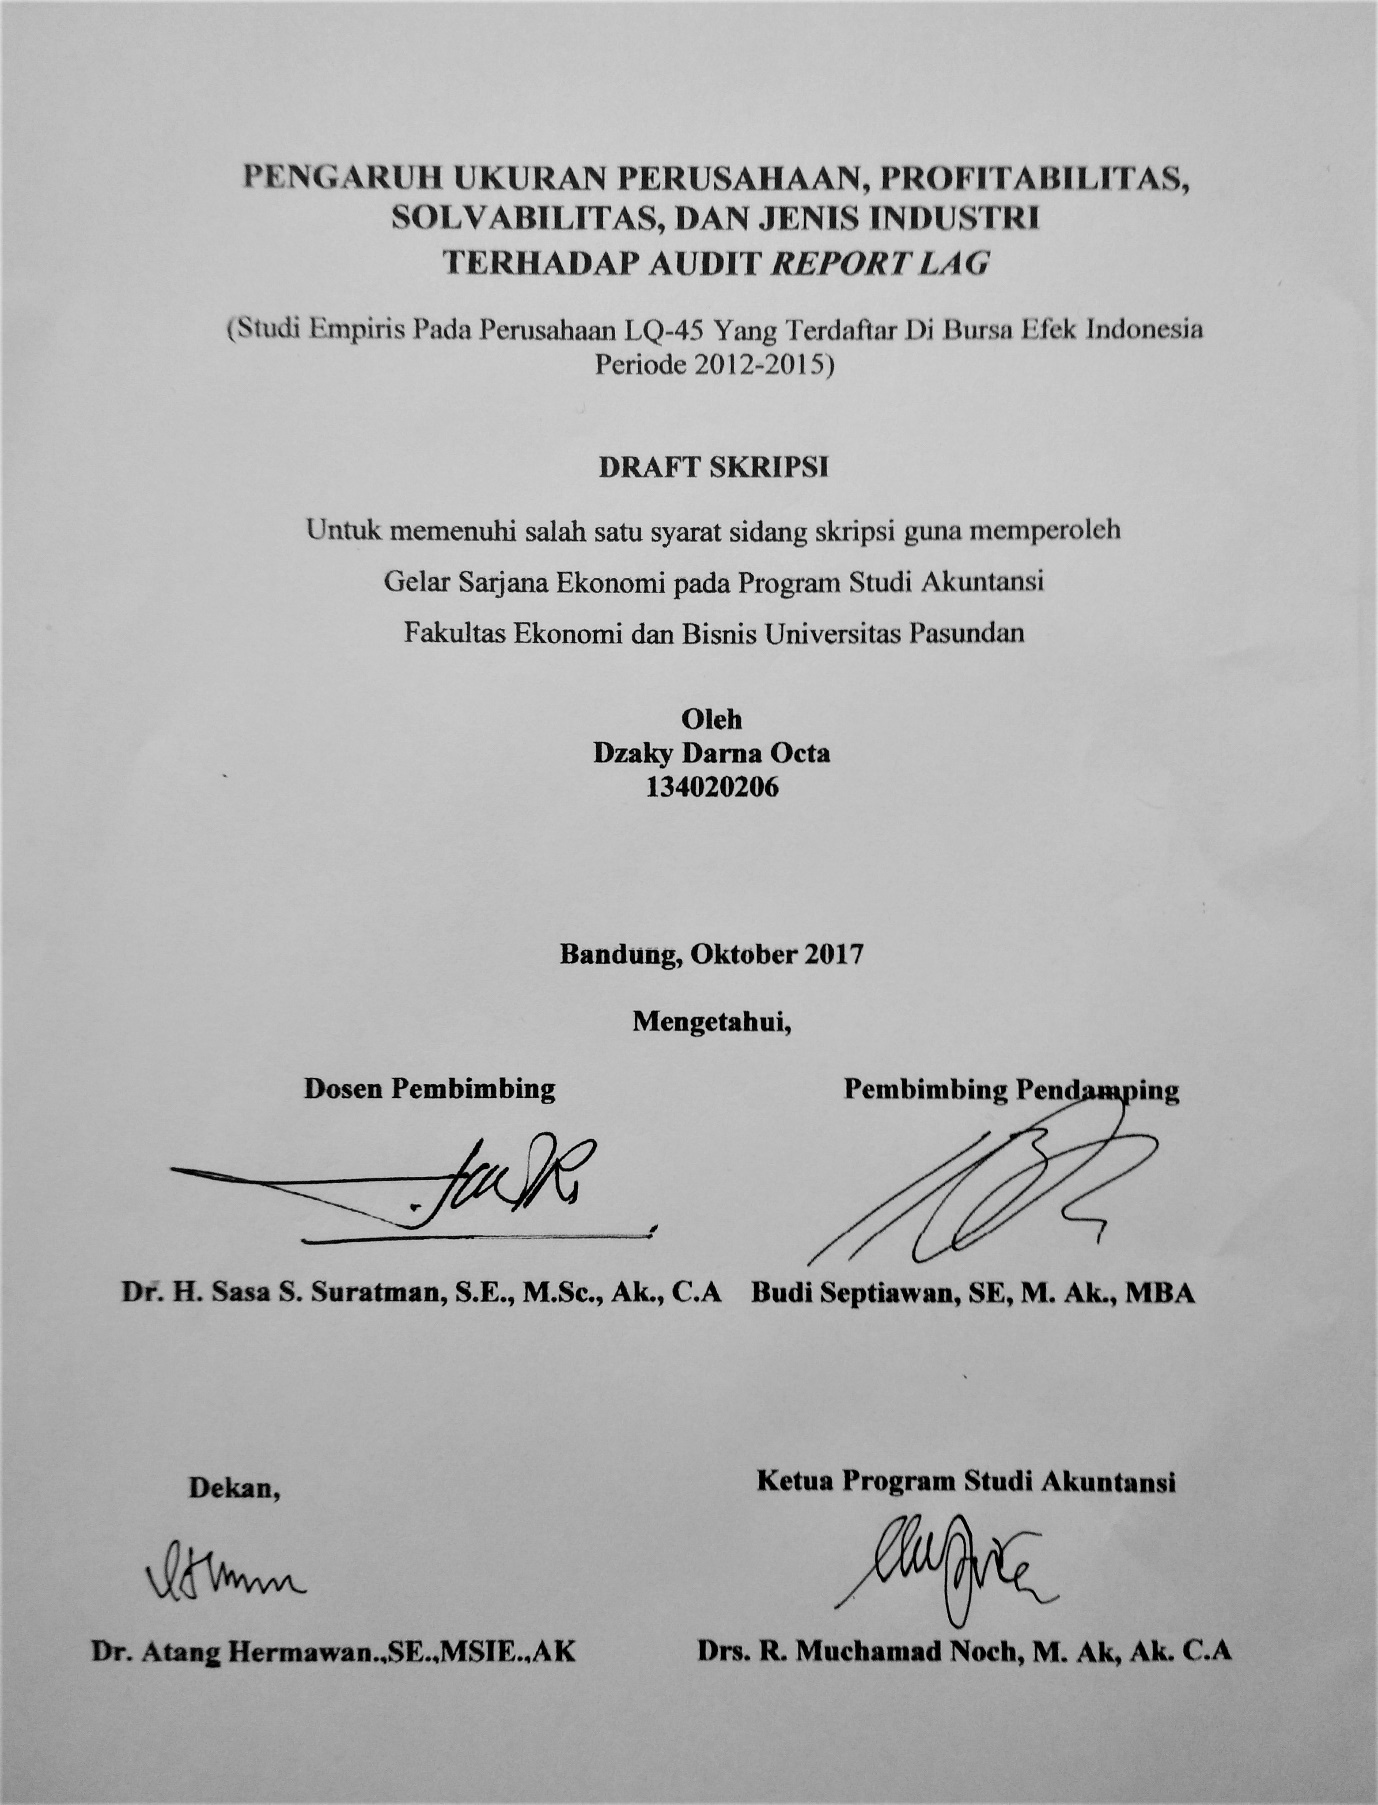 PENGARUH UKURAN PERUSAHAAN, PROFITABILITAS,
SOLVABILITAS, DAN JENIS INDUSTRI
TERHADAP AUDIT REPORT LAG
(Studi Empiris Pada Perusahaan LQ-45 Yang Terdaftar Di Bursa Efek Indonesia
Periode 2012-2015)
DRAFT SKRIPSI
Untuk memenuhi salah satu syarat sidang skripsi guna memperoleh
Gelar Sarjana Ekonomi pada Program Studi Akuntansi
Fakultas Ekonomi dan Bisnis Universitas Pasundan
Oleh
Dzaky Darna Octa
134020206
Bandung, Oktober 2017
Mengetahui,
Dosen Pembimbing
Pembimbing Pendamping
Dr. H. Sasa S. Suratman, S.E., M.Sc., Ak., C.A
Budi Septiawan, SE, M. Ak., MBA
Dekan,
Ketua Program Studi Akuntansi
Dr. Atang Hermawan.,SE.,MSIE.,AK
Drs. R. Muchamad Noch, M. Ak, Ak. C.A